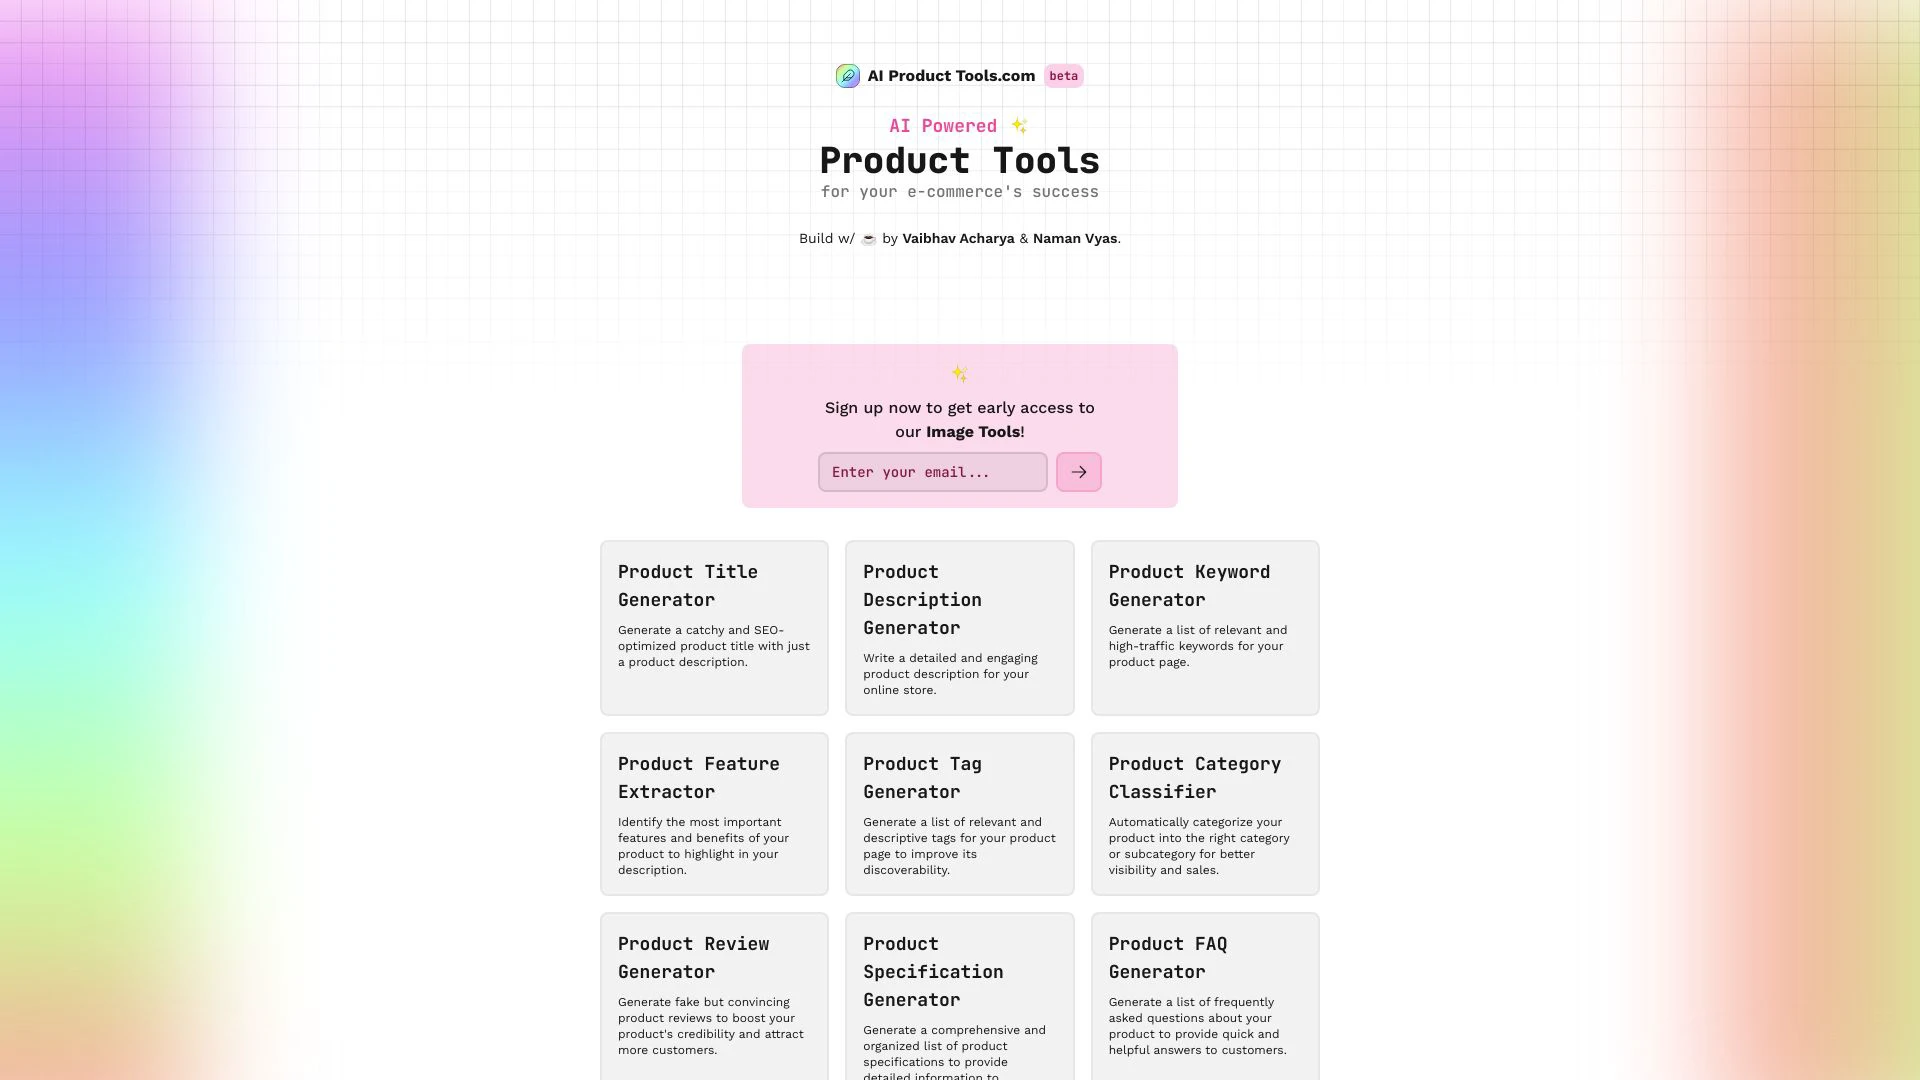 AI Product Tools.com beta
AI Powered ✨
Product Tools
for your e-commerce's success
Build w/ ☕ by Vaibhav Acharya & Naman Vyas.
✨
Sign up now to get early access to
our Image Tools!
Enter your email...
Product Title
Generator
Generate a catchy and SEO-
optimized product title with just
a product description.
Product
Description
Generator
Write a detailed and engaging
product description for your
online store.
Product Keyword
Generator
Generate a list of relevant and
high-traffic keywords for your
product page.
Product Feature
Extractor
Identify the most important
features and benefits of your
product to highlight in your
description.
Product Tag
Generator
Generate a list of relevant and
descriptive tags for your product
page to improve its
discoverability.
Product Category
Classifier
Automatically categorize your
product into the right category
or subcategory for better
visibility and sales.
Product Review
Generator
Generate fake but convincing
product reviews to boost your
product's credibility and attract
more customers.
Product
Specification
Generator
Generate a comprehensive and
organized list of product
specifications to provide
detailed information to
Product FAQ
Generator
Generate a list of frequently
asked questions about your
product to provide quick and
helpful answers to customers.